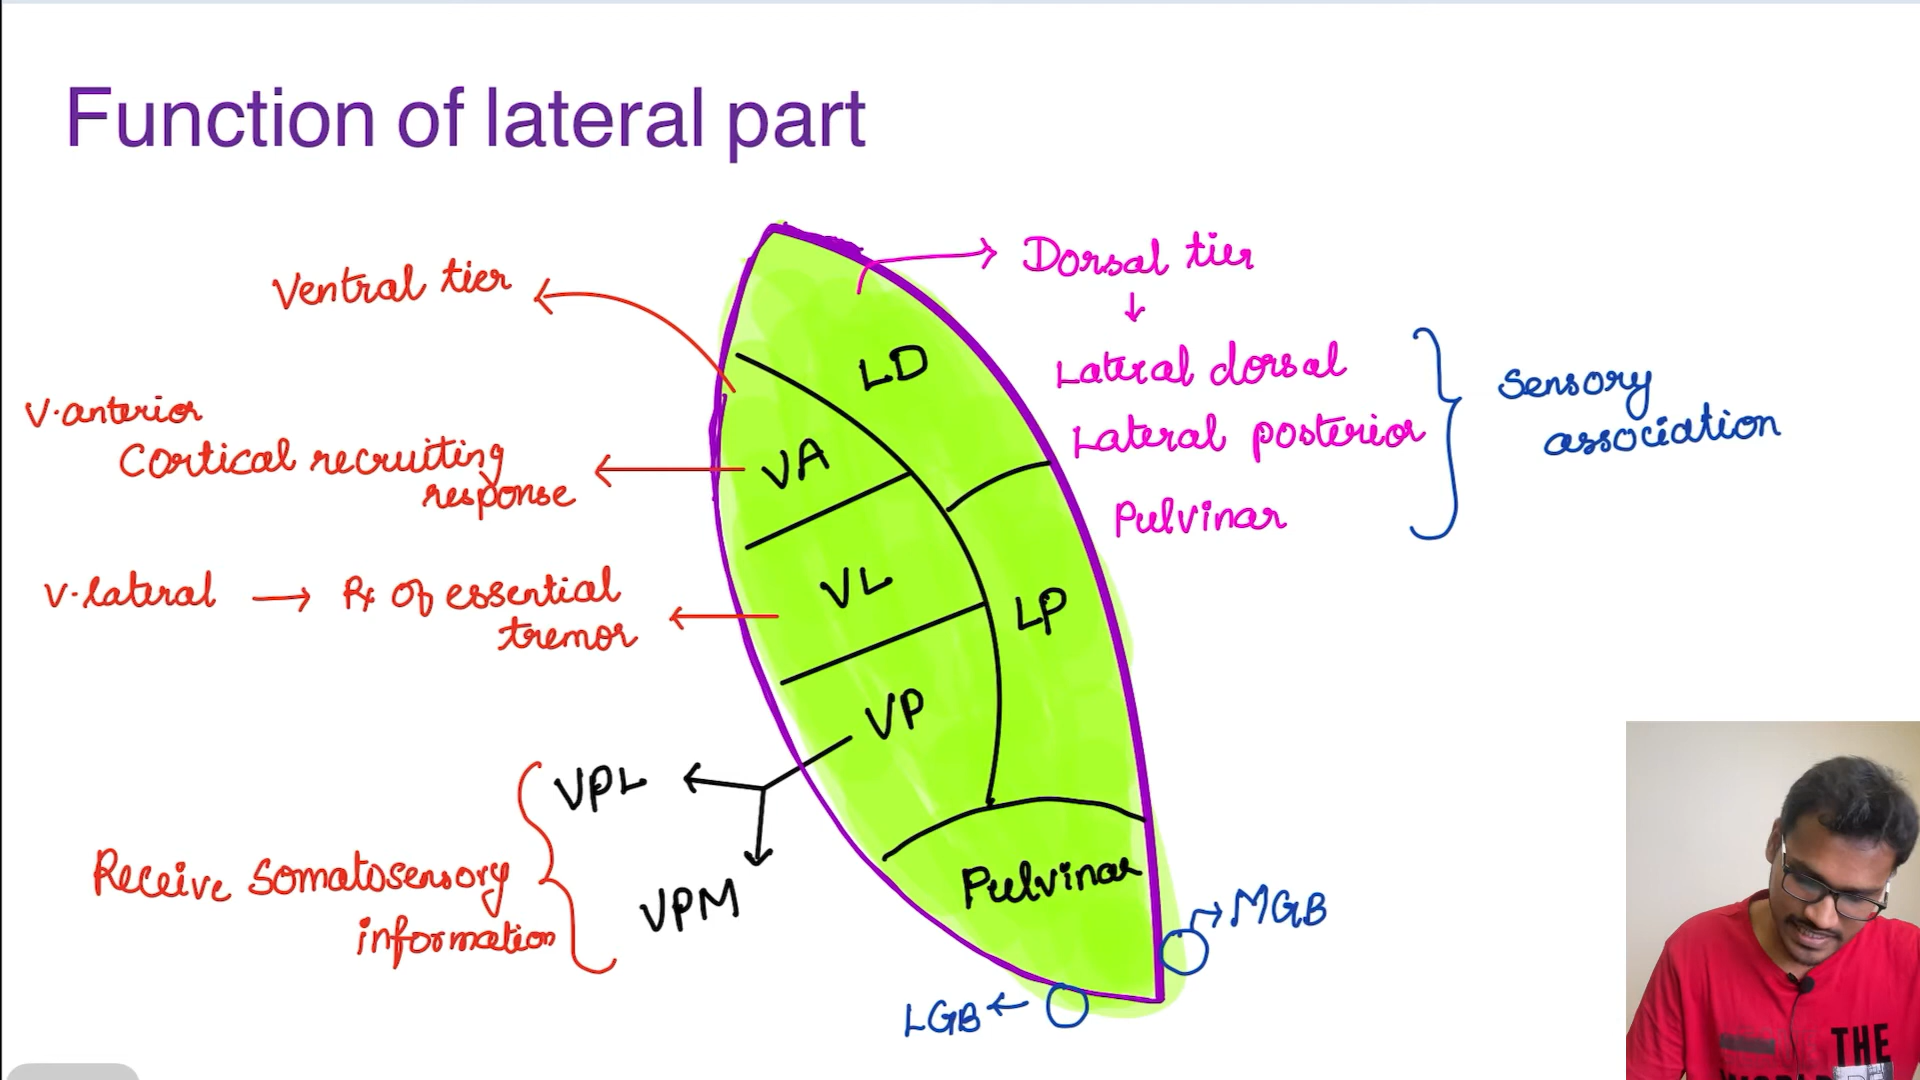 Function of lateral part
Ventral tier
Dorsal tier
Lateral dorsal
Lateral posterior
Pulvinar
Sensory
association
V.anterior
Cortical recruiting
response
V.lateral → Rx of essential
tremor
LD
VA
VL
LP
VP
Pulvinar
VPL
VPM
Receive somatosensory
information
MGB
LGB
THE